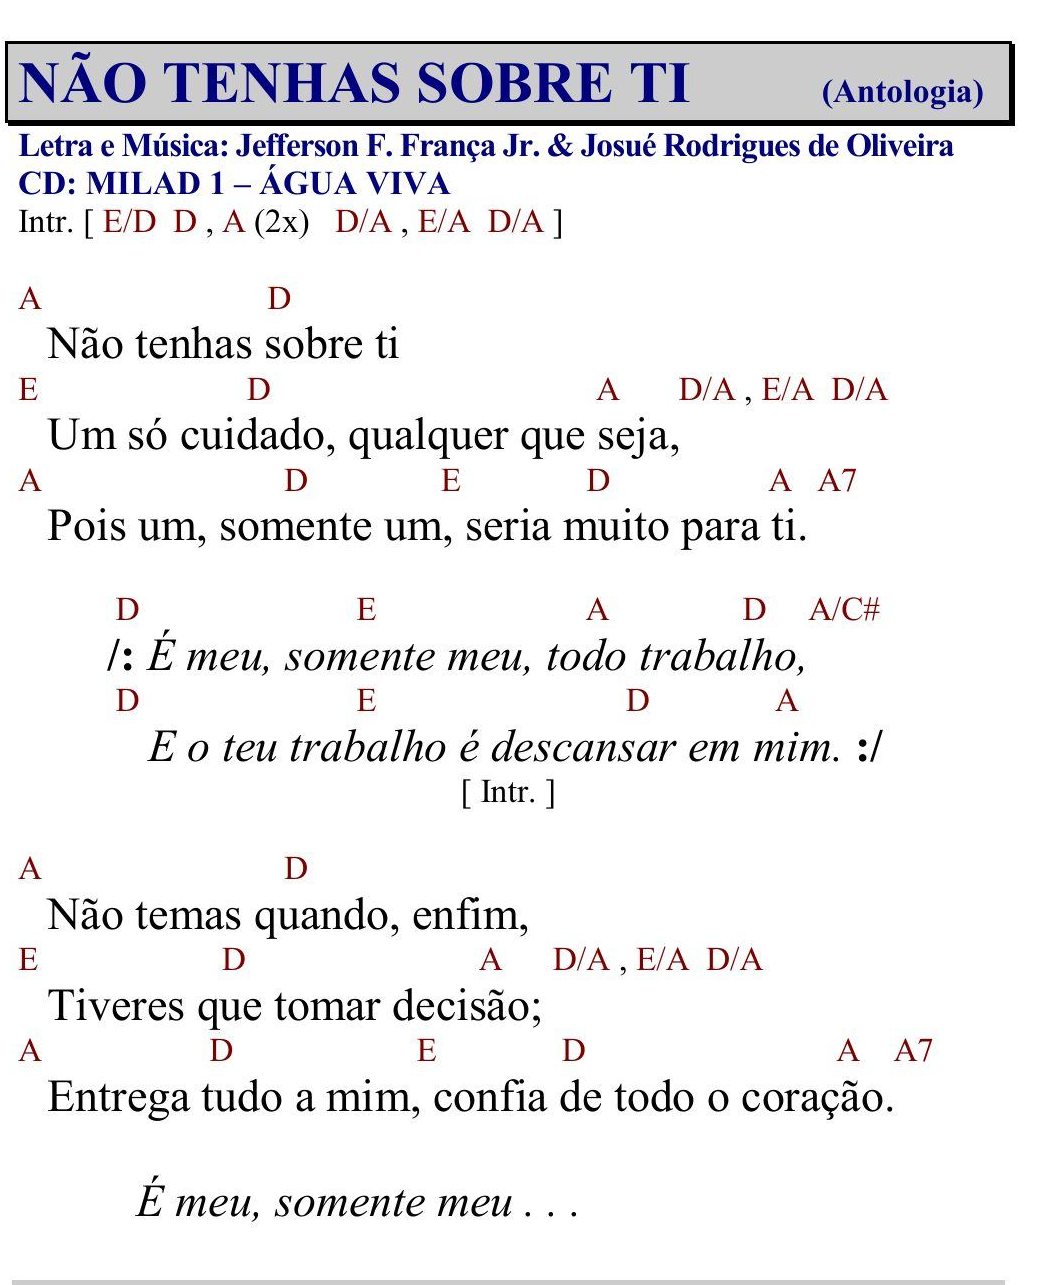 NÃO TENHAS SOBRE TI (Antologia)
Letra e Música: Jefferson F. França Jr. & Josué Rodrigues de Oliveira
CD: MILAD 1 – ÁGUA VIVA
Intr. [ E/D D , A (2x) D/A , E/A D/A ]
A D
Não tenhas sobre ti
E D A D/A , E/A D/A
Um só cuidado, qualquer que seja,
A D E D A A7
Pois um, somente um, seria muito para ti.
D E A D A/C#
/: É meu, somente meu, todo trabalho,
D E D A
E o teu trabalho é descansar em mim. :/
[ Intr. ]
A D
Não temas quando, enfim,
E D A D/A , E/A D/A
Tiveres que tomar decisão;
A D E D A A7
Entrega tudo a mim, confia de todo o coração.
É meu, somente meu . . .